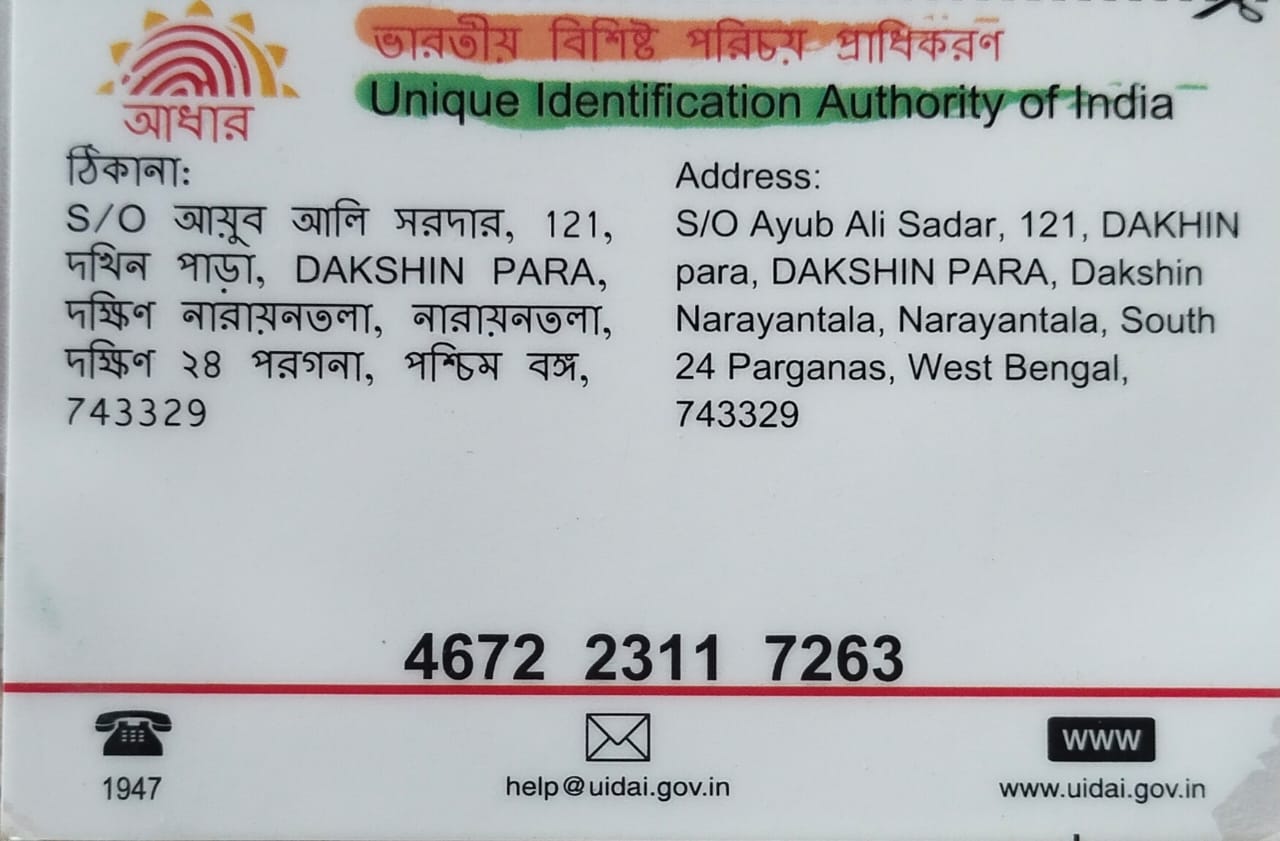 ভারতীয় বিশিষ্ট পরিচয় প্রাধিকরণ
Unique Identification Authority of India
আধার
ঠিকানা:
S/O আয়ুব আলি সরদার, 121,
দখিন পাড়া, DAKSHIN PARA,
দক্ষিণ নারায়নতলা, নারায়নতলা,
দক্ষিণ ২৪ পরগনা, পশ্চিম বঙ্গ,
743329
Address:
S/O Ayub Ali Sadar, 121, DAKHIN
para, DAKSHIN PARA, Dakshin
Narayantala, Narayantala, South
24 Parganas, West Bengal,
743329
4672 2311 7263
1947
help@uidai.gov.in
www
www.uidai.gov.in